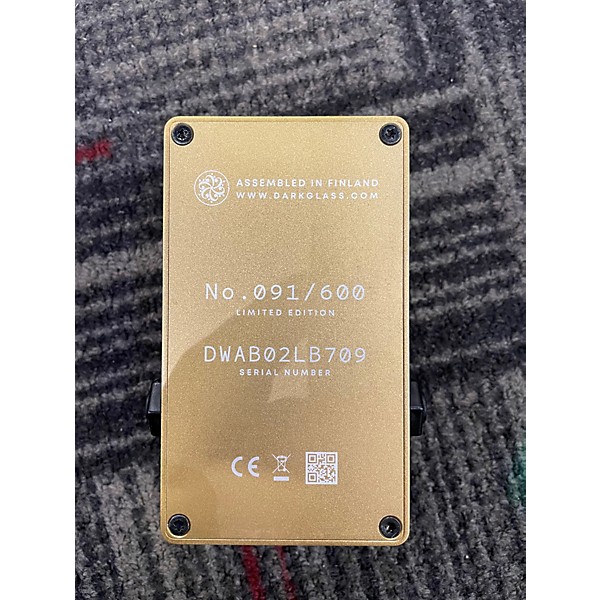 ASSEMBLED IN FINLAND
WWW.DARKGLASS.COM
No.091/600
LIMITED EDITION
DWAB02LB709
SERIAL NUMBER
CE